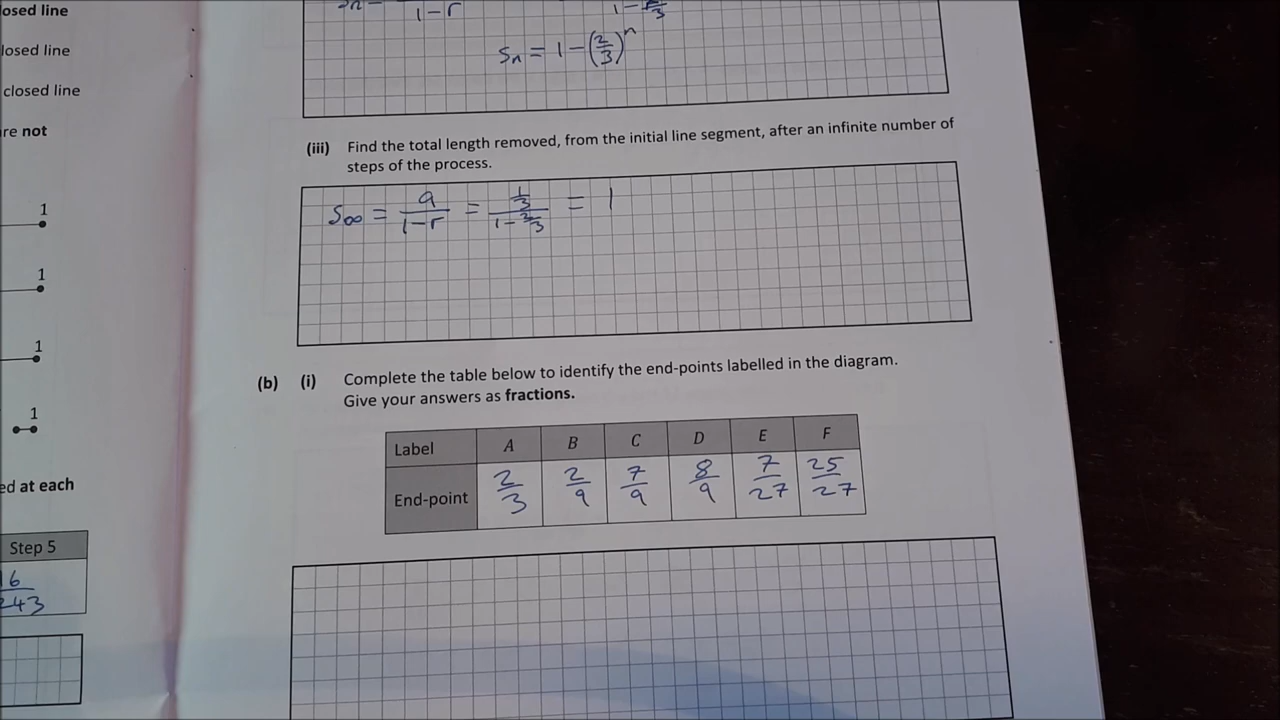 osed line
losed line
closed line
re not
1
1
1
1
ed at each
Step 5
16
243
1-r
Sn = 1 - (2/3)^n
(iii) Find the total length removed, from the initial line segment, after an infinite number of
steps of the process.
S∞ = a/(1-r) = (1/3)/(1-2/3) = 1
(b) (i) Complete the table below to identify the end-points labelled in the diagram.
Give your answers as fractions.
Label A B C D E F
End-point 2/3 2/9 7/9 8/9 7/27 25/27